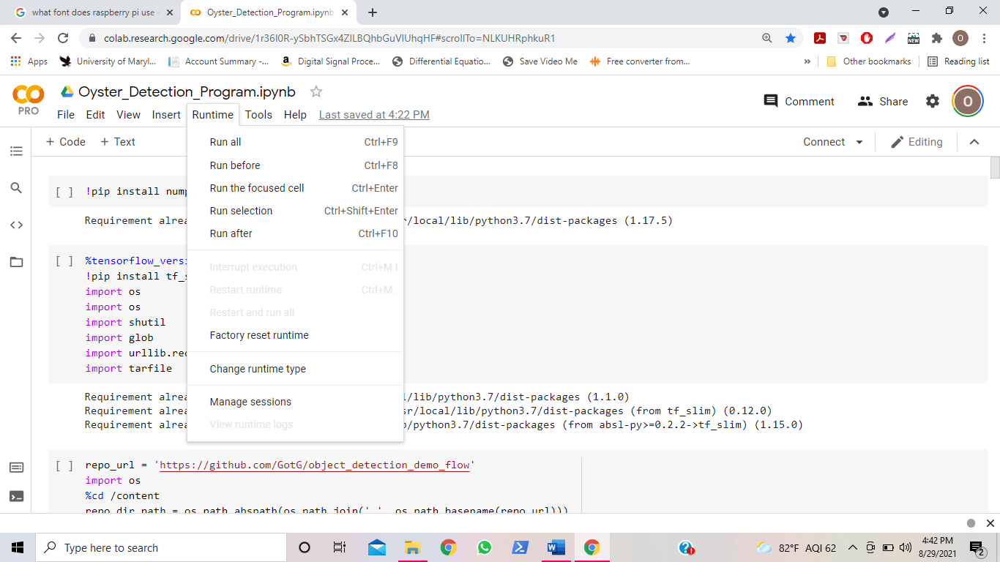 what font does raspberry pi use -
Oyster_Detection_Program.ipynb
colab.research.google.com/drive/1r36I0R-ySbhTSGx4ZlLBQhbGuVlUhqHF#scrollTo=NLKUHRphkuR1
Apps University of Maryl... Account Summary -... Digital Signal Proce... Differential Equatio... Save Video Me Free converter from... » Other bookmarks Reading list
NEW
O
PRO
Oyster_Detection_Program.ipynb
Comment Share O
File Edit View Insert Runtime Tools Help Last saved at 4:22 PM
+ Code + Text Connect Editing
Run all Ctrl+F9
Run before Ctrl+F8
Run the focused cell Ctrl+Enter
Run selection Ctrl+Shift+Enter
Run after Ctrl+F10
Interrupt execution Ctrl+M I
Restart runtime Ctrl+M .
Restart and run all
Factory reset runtime
Change runtime type
Manage sessions
View runtime logs
[ ] !pip install nump
Requirement alrea r/local/lib/python3.7/dist-packages (1.17.5)
[ ] %tensorflow_versi
!pip install tf_s
import os
import os
import shutil
import glob
import urllib.rec
import tarfile
Requirement alrea l/lib/python3.7/dist-packages (1.1.0)
Requirement alrea sr/local/lib/python3.7/dist-packages (from tf_slim) (0.12.0)
Requirement alrea b/python3.7/dist-packages (from absl-py>=0.2.2->tf_slim) (1.15.0)
[ ] repo_url = 'https://github.com/GotG/object_detection_demo_flow'
import os
%cd /content
repo_dir_path = os.path.abspath(os.path.join('.', os.path.basename(repo_url)))
Type here to search
82°F AQI 62
4:42 PM
8/29/2021
2